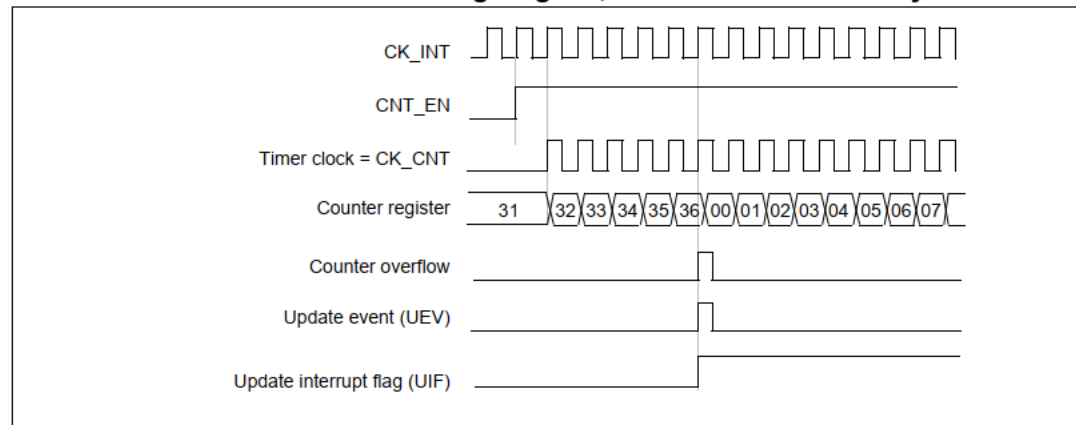 CK_INT
CNT_EN
Timer clock = CK_CNT
Counter register 31 32 33 34 35 36 00 01 02 03 04 05 06 07
Counter overflow
Update event (UEV)
Update interrupt flag (UIF)